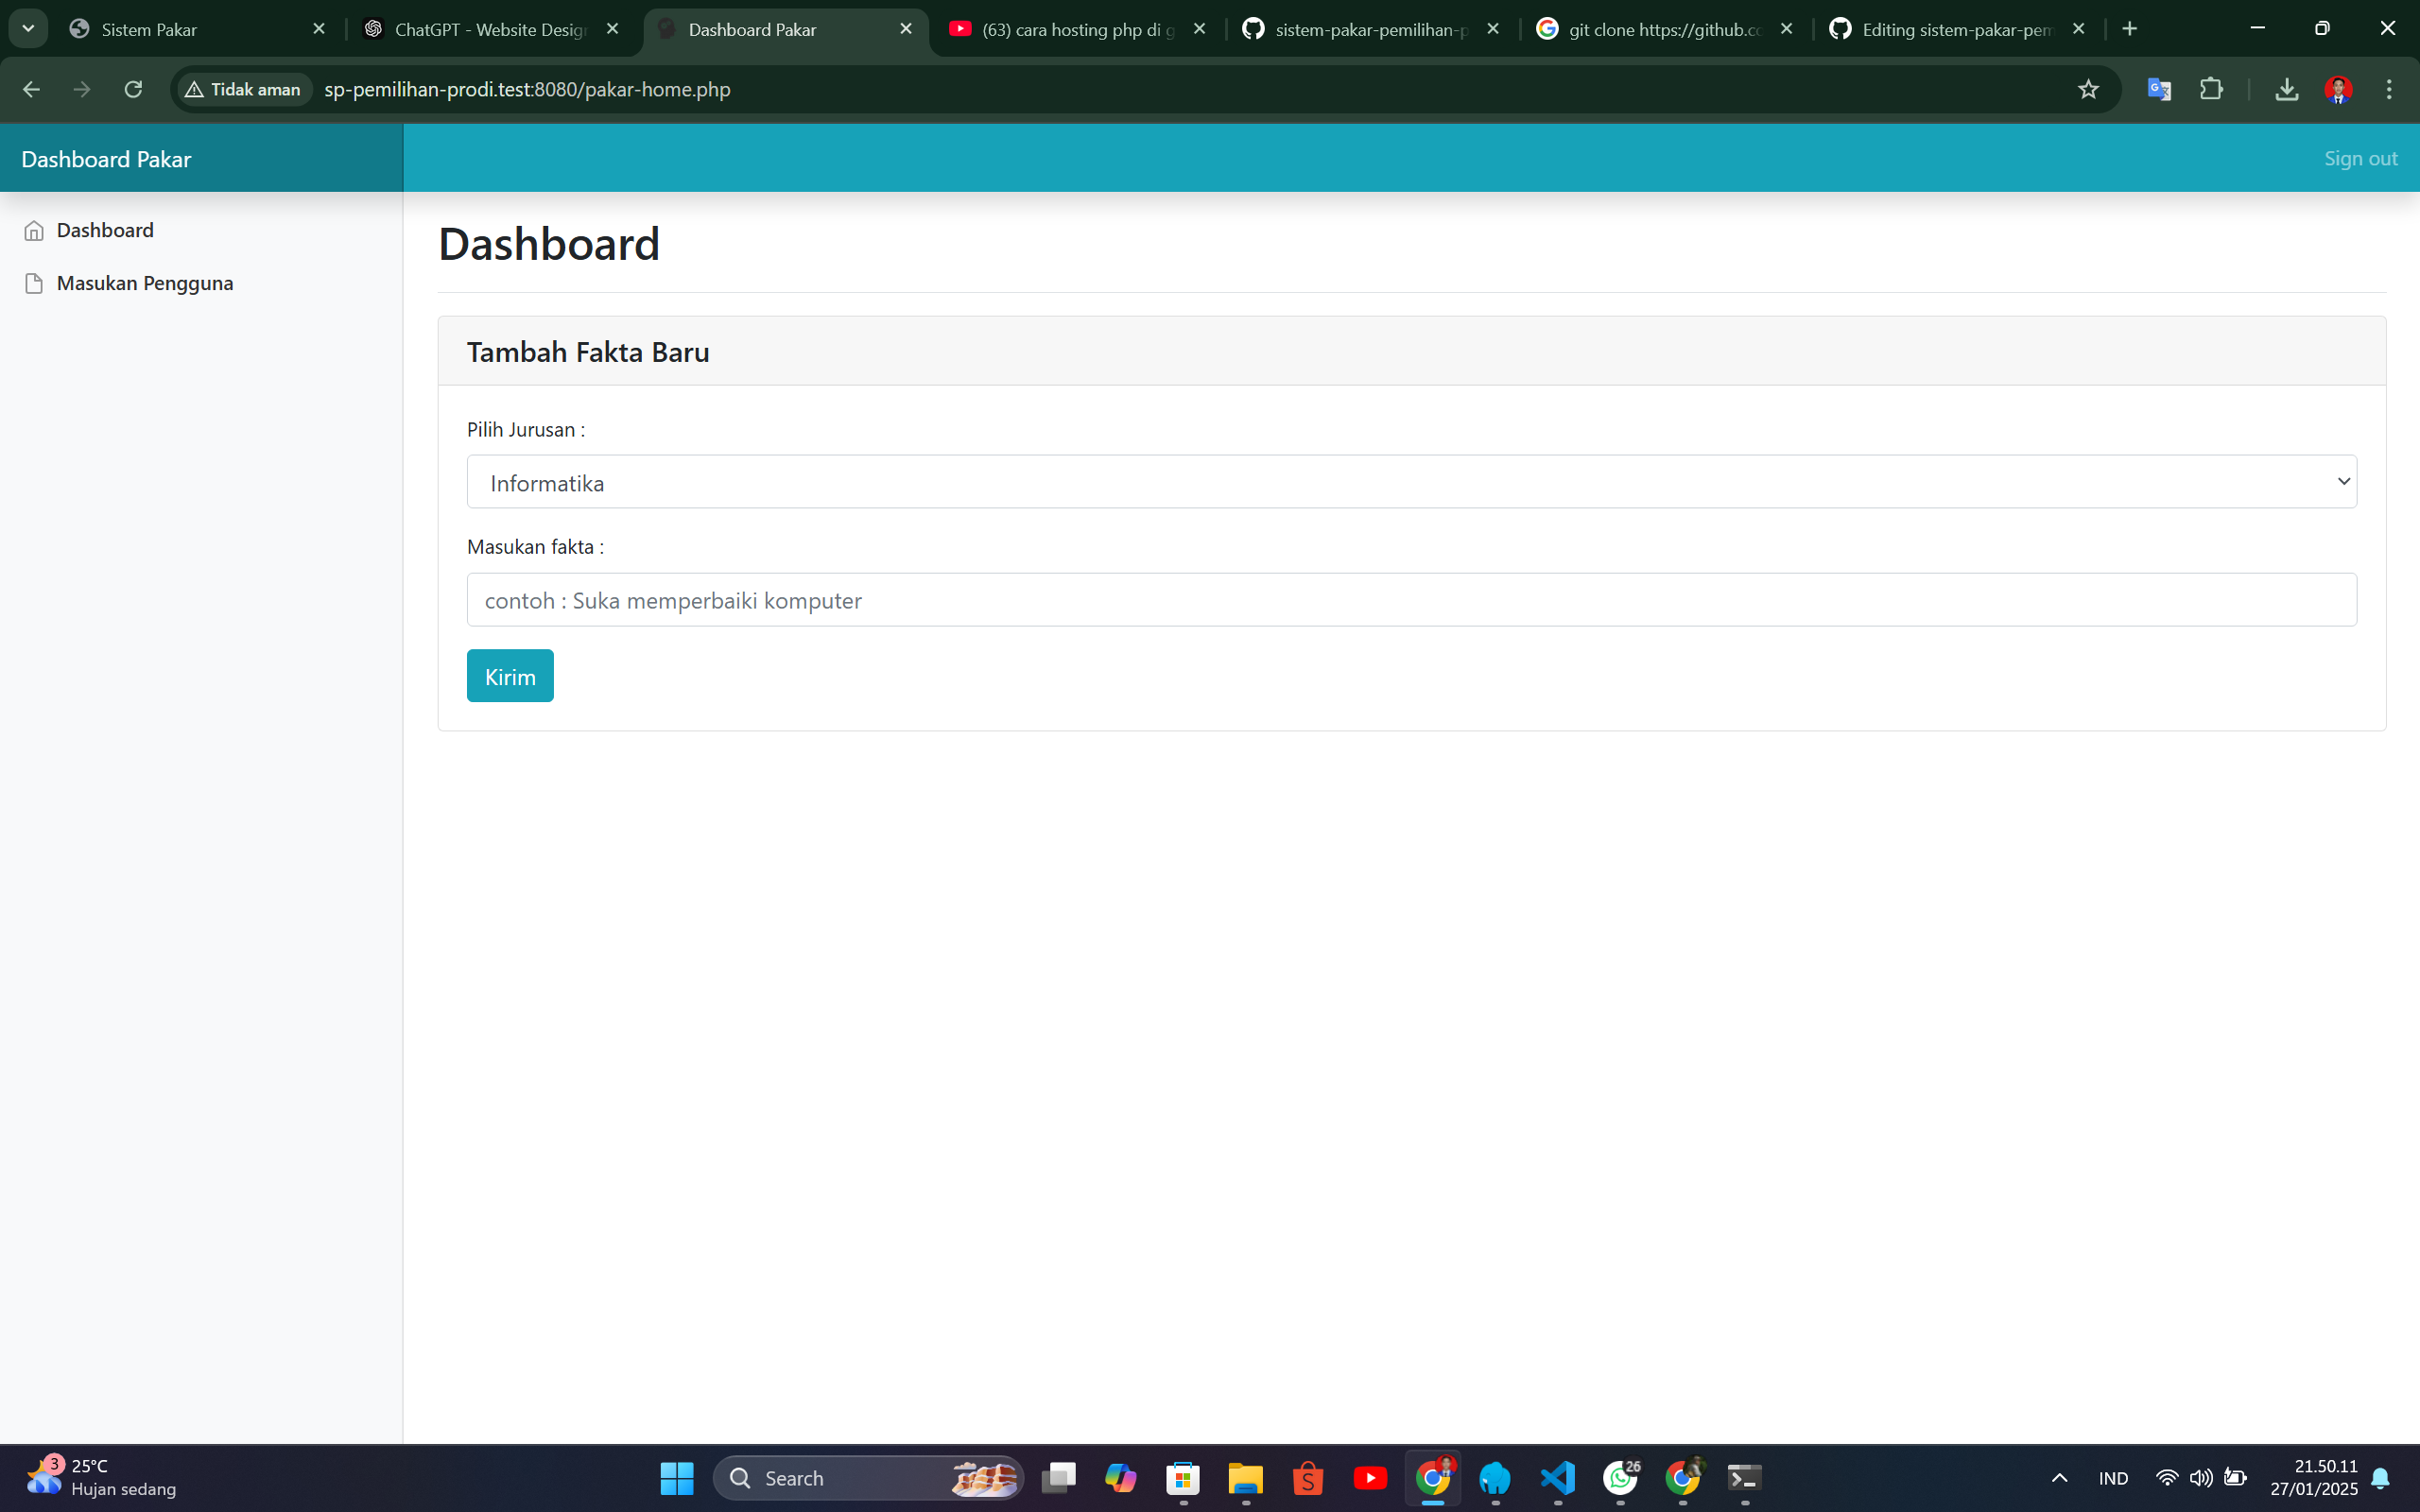 Sistem Pakar
ChatGPT - Website Design
Dashboard Pakar
(63) cara hosting php di g
sistem-pakar-pemilihan-p
git clone https://github.co
Editing sistem-pakar-pem
Tidak aman
sp-pemilihan-prodi.test:8080/pakar-home.php
Dashboard Pakar
Sign out
Dashboard
Masukan Pengguna
Dashboard
Tambah Fakta Baru
Pilih Jurusan :
Informatika
Masukan fakta :
contoh : Suka memperbaiki komputer
Kirim
3
25°C
Hujan sedang
Search
26
IND
21.50.11
27/01/2025